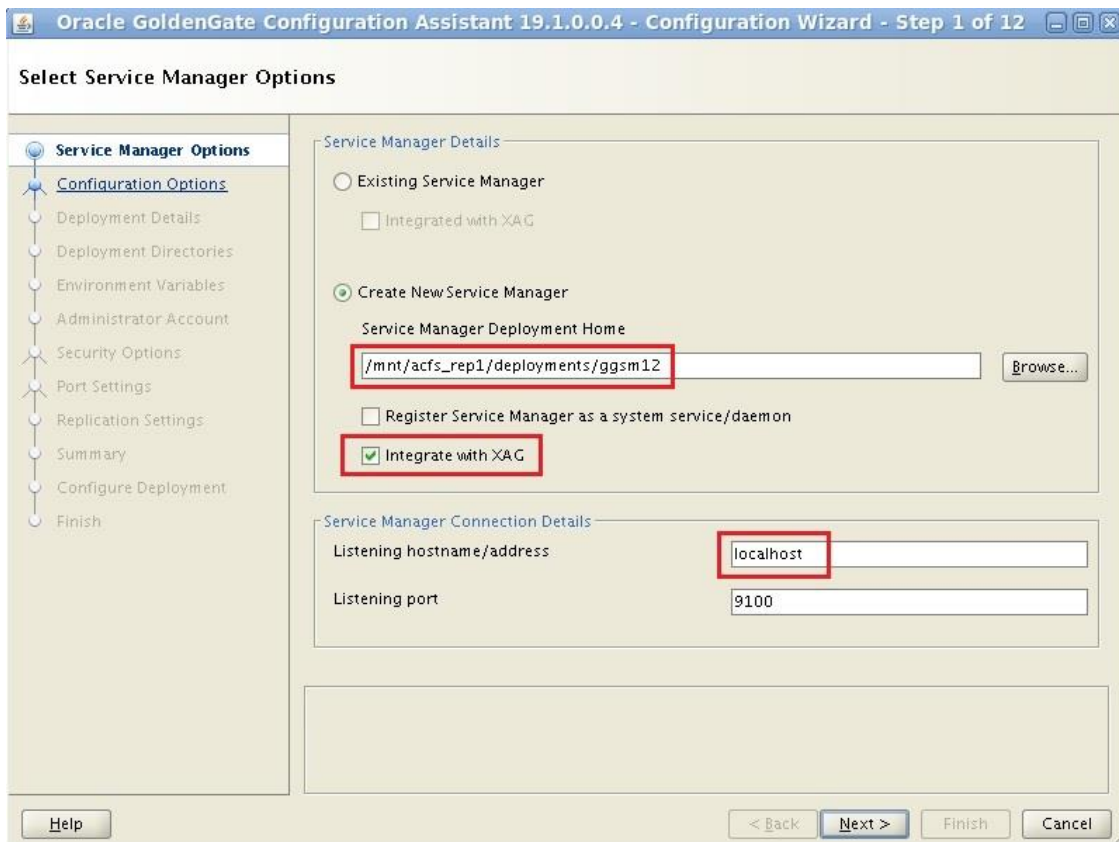 Oracle GoldenGate Configuration Assistant 19.1.0.0.4 - Configuration Wizard - Step 1 of 12
Select Service Manager Options
Service Manager Options
Configuration Options
Deployment Details
Deployment Directories
Environment Variables
Administrator Account
Security Options
Port Settings
Replication Settings
Summary
Configure Deployment
Finish
Service Manager Details
Existing Service Manager
Integrated with XAG
Create New Service Manager
Service Manager Deployment Home
/mnt/acfs_rep1/deployments/ggsm12
Browse...
Register Service Manager as a system service/daemon
Integrate with XAG
Service Manager Connection Details
Listening hostname/address
localhost
Listening port
9100
Help
< Back
Next >
Finish
Cancel